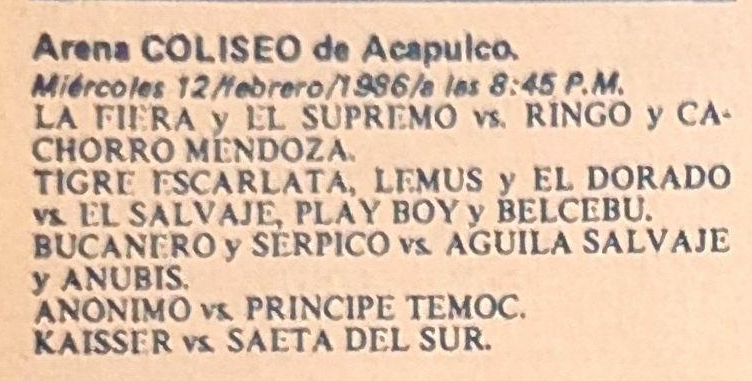 Arena COLISEO de Acapulco.
Miércoles 12/febrero/1986/a las 8:45 P.M.
LA FIERA y EL SUPREMO vs. RINGO y CA-
CHORRO MENDOZA.
TIGRE ESCARLATA, LEMUS y EL DORADO
vs. EL SALVAJE, PLAY BOY y BELCEBU.
BUCANERO y SERPICO vs. AGUILA SALVAJE
y ANUBIS.
ANONIMO vs. PRINCIPE TEMOC.
KAISSER vs. SAETA DEL SUR.